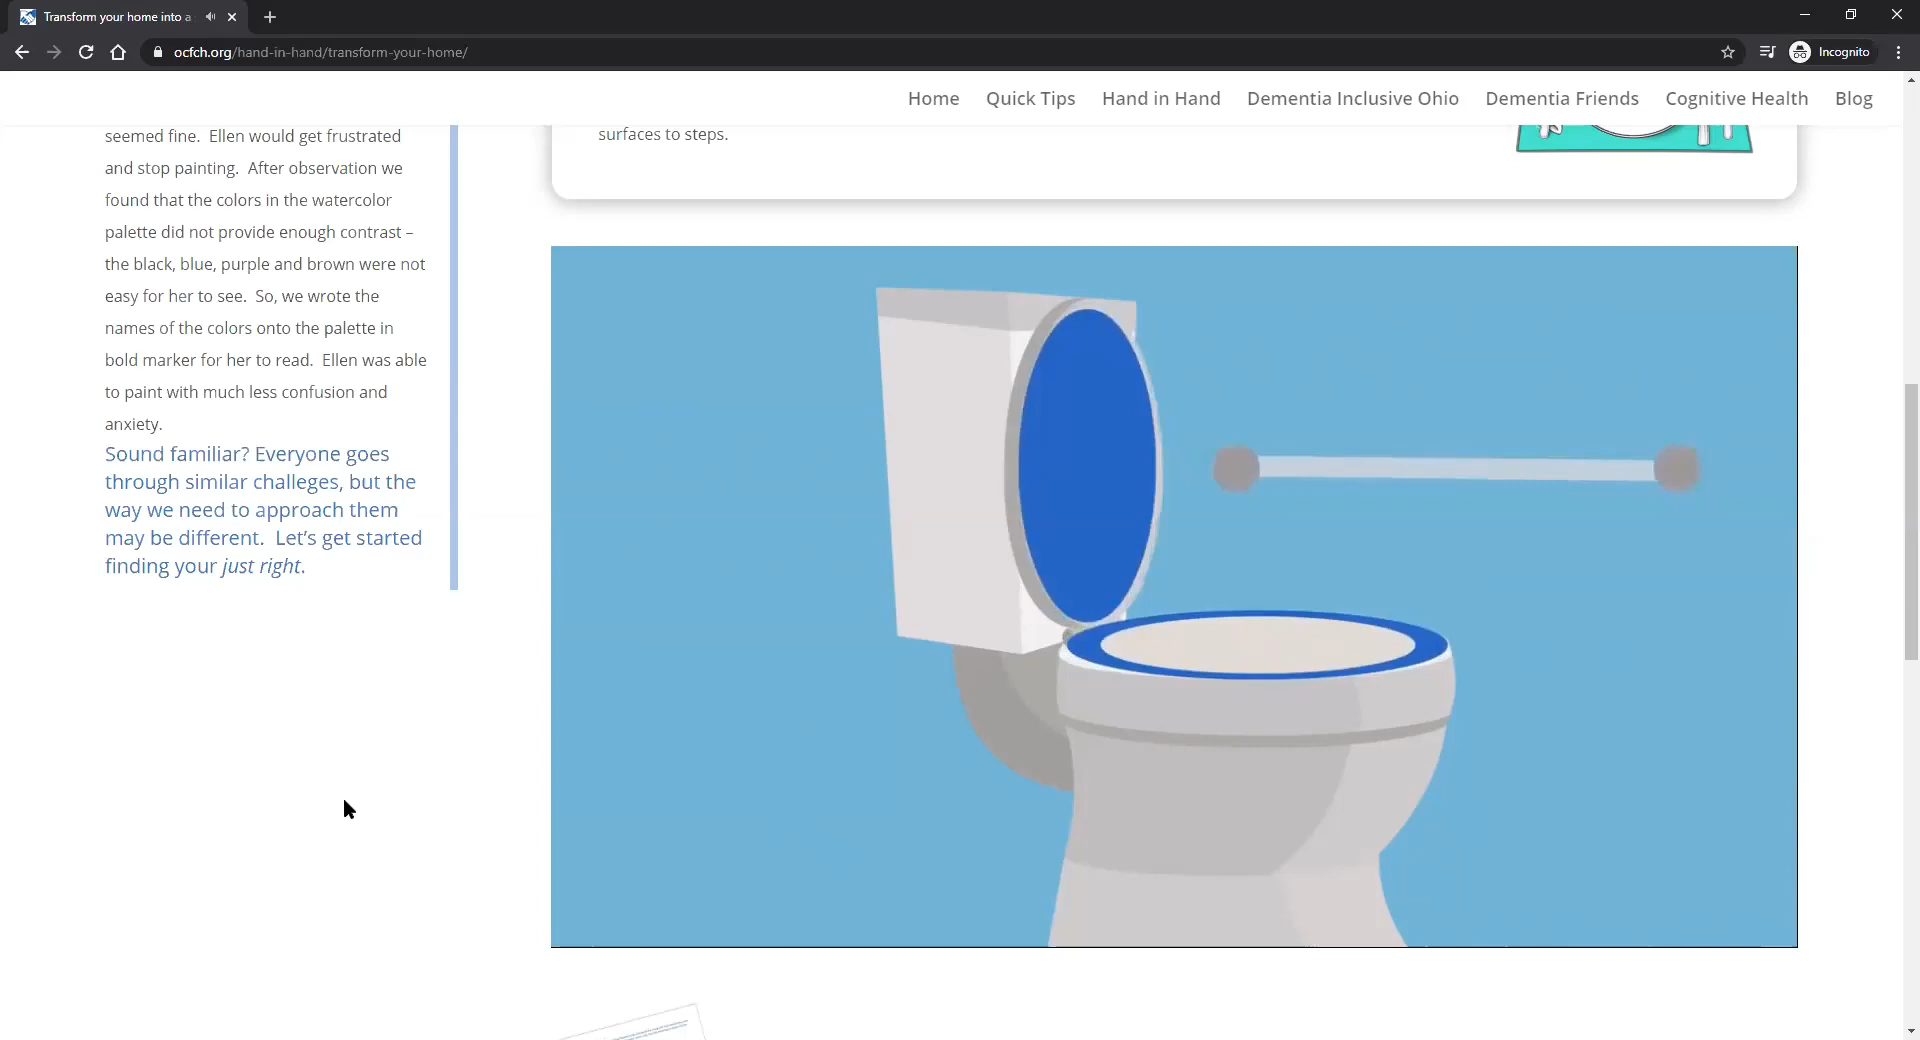 Transform your home into a
ocfch.org/hand-in-hand/transform-your-home/
Incognito
Home Quick Tips Hand in Hand Dementia Inclusive Ohio Dementia Friends Cognitive Health Blog
seemed fine. Ellen would get frustrated
and stop painting. After observation we
found that the colors in the watercolor
palette did not provide enough contrast –
the black, blue, purple and brown were not
easy for her to see. So, we wrote the
names of the colors onto the palette in
bold marker for her to read. Ellen was able
to paint with much less confusion and
anxiety.
Sound familiar? Everyone goes
through similar challeges, but the
way we need to approach them
may be different. Let's get started
finding your just right.
surfaces to steps.